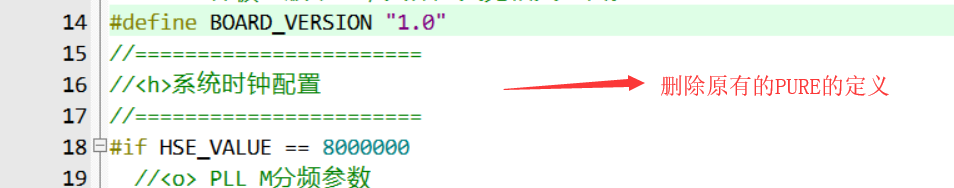 14 #define BOARD_VERSION "1.0"
15 //=======================
16 //<h>系统时钟配置
删除原有的PURE的定义
17 //=======================
18 #if HSE_VALUE == 8000000
19 //<o> PLL M分频参数